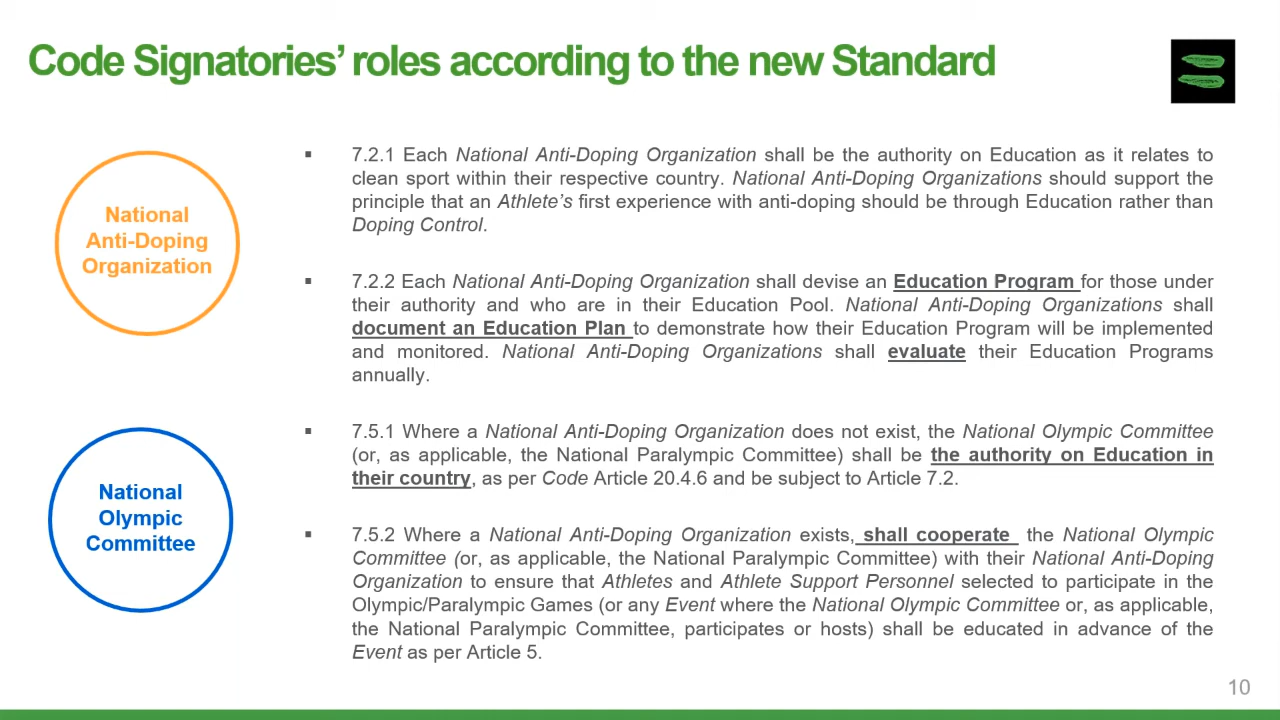 Code Signatories’ roles according to the new Standard
National
Anti-Doping
Organization
▪ 7.2.1 Each National Anti-Doping Organization shall be the authority on Education as it relates to
clean sport within their respective country. National Anti-Doping Organizations should support the
principle that an Athlete’s first experience with anti-doping should be through Education rather than
Doping Control.
▪ 7.2.2 Each National Anti-Doping Organization shall devise an Education Program for those under
their authority and who are in their Education Pool. National Anti-Doping Organizations shall
document an Education Plan to demonstrate how their Education Program will be implemented
and monitored. National Anti-Doping Organizations shall evaluate their Education Programs
annually.
National
Olympic
Committee
▪ 7.5.1 Where a National Anti-Doping Organization does not exist, the National Olympic Committee
(or, as applicable, the National Paralympic Committee) shall be the authority on Education in
their country, as per Code Article 20.4.6 and be subject to Article 7.2.
▪ 7.5.2 Where a National Anti-Doping Organization exists, shall cooperate the National Olympic
Committee (or, as applicable, the National Paralympic Committee) with their National Anti-Doping
Organization to ensure that Athletes and Athlete Support Personnel selected to participate in the
Olympic/Paralympic Games (or any Event where the National Olympic Committee or, as applicable,
the National Paralympic Committee, participates or hosts) shall be educated in advance of the
Event as per Article 5.
10